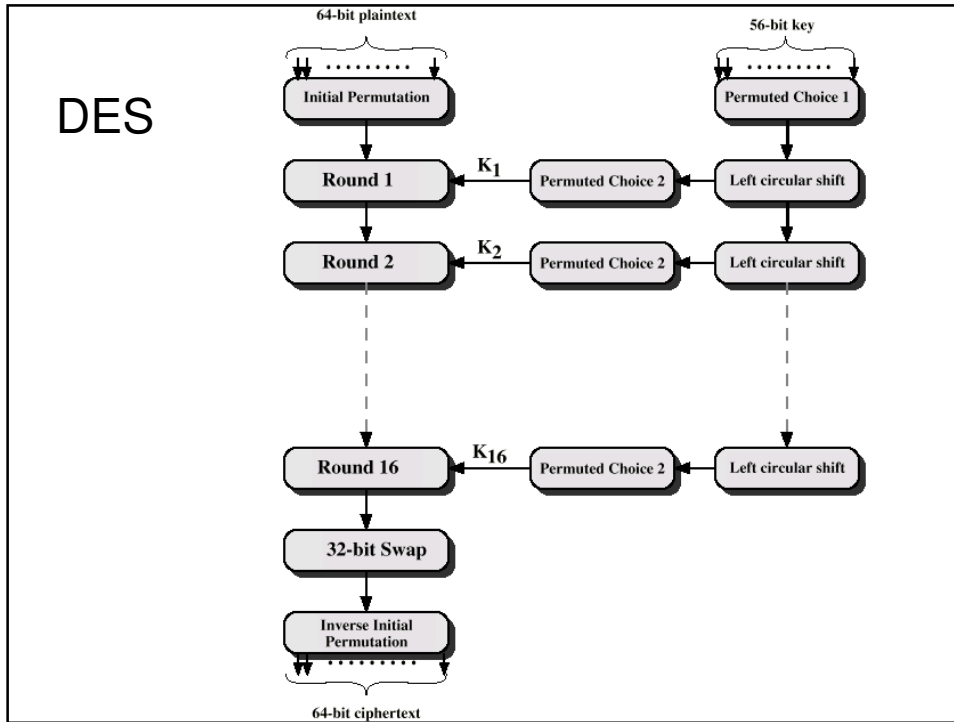 64-bit plaintext
56-bit key
DES
Initial Permutation
Permuted Choice 1
Round 1
K1
Permuted Choice 2
Left circular shift
Round 2
K2
Permuted Choice 2
Left circular shift
Round 16
K16
Permuted Choice 2
Left circular shift
32-bit Swap
Inverse Initial
Permutation
64-bit ciphertext